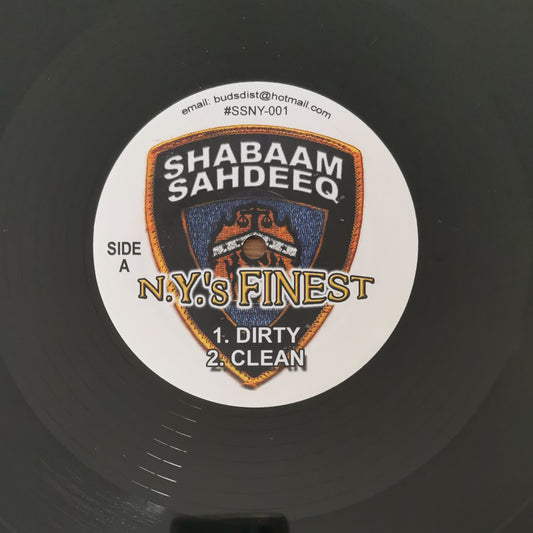 email: budsdist@hotmail.com
#SSNY-001
SHABAAM
SAHDEEQ
SIDE
A
N.Y.'s FINEST
1. DIRTY
2. CLEAN